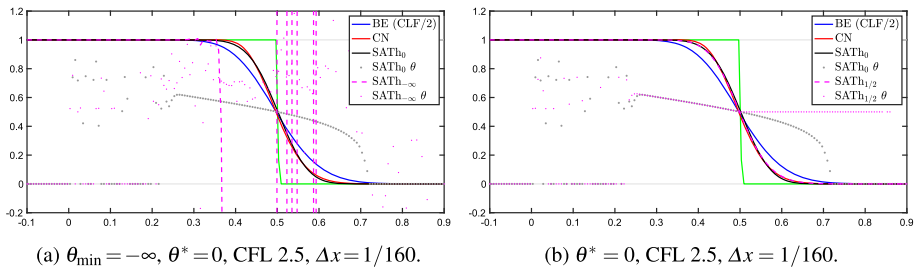 1.2
1
0.8
0.6
0.4
0.2
0
-0.2
-0.1 0 0.1 0.2 0.3 0.4 0.5 0.6 0.7 0.8 0.9
BE (CLF/2)
CN
SATh₀
SATh₀ θ
SATh₋∞
SATh₋∞ θ
(a) θmin = −∞, θ* = 0, CFL 2.5, Δx = 1/160.
1.2
1
0.8
0.6
0.4
0.2
0
-0.2
-0.1 0 0.1 0.2 0.3 0.4 0.5 0.6 0.7 0.8 0.9
BE (CLF/2)
CN
SATh₀
SATh₀ θ
SATh₁/₂
SATh₁/₂ θ
(b) θ* = 0, CFL 2.5, Δx = 1/160.